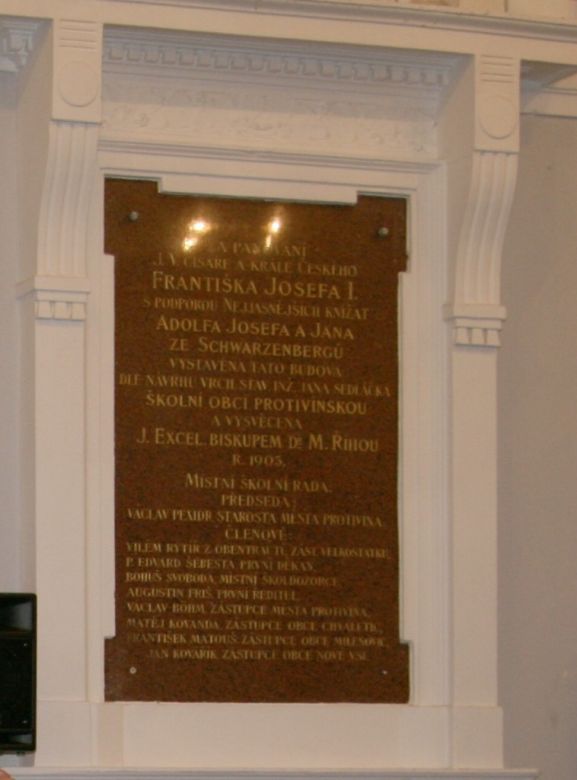 ZA PANOVÁNÍ
J. V. CÍSAŘE A KRÁLE ČESKÉHO
FRANTIŠKA JOSEFA I.
S PODPOROU NEJJASNĚJŠÍCH KNÍŽAT
ADOLFA JOSEFA A JANA
ZE SCHWARZENBERGŮ
VYSTAVĚNA TATO BUDOVA
DLE NÁVRHU VRCH. STAV. INŽ. JANA SEDLÁČKA
ŠKOLNÍ OBCÍ PROTIVÍNSKOU
A VYSVĚCENA
J. EXCEL. BISKUPEM DR. M. ŘÍHOU
R. 1905.
MÍSTNÍ ŠKOLNÍ RADA.
PŘEDSEDA:
VÁCLAV PEXIDR, STAROSTA MĚSTA PROTIVÍNA.
ČLENOVÉ:
VILÉM RYTÍŘ Z OBENTRAUTŮ, ZÁST. VELKOSTATKU,
P. EDVARD ŠEBESTA PRVNÍ DĚKAN,
BOHUŠ SVOBODA, MÍSTNÍ ŠKOLDOZORCE
AUGUSTIN FRIŠ, PRVNÍ ŘEDITEL,
VÁCLAV BÖHM, ZÁSTUPCE MĚSTA PROTIVÍNA,
MATĚJ KOVANDA, ZÁSTUPCE OBCE CHVALETIC,
FRANTIŠEK MATOUŠ, ZÁSTUPCE OBCE MILENOVIC,
JAN KOVAŘÍK, ZÁSTUPCE OBCE NOVÉ VSI.